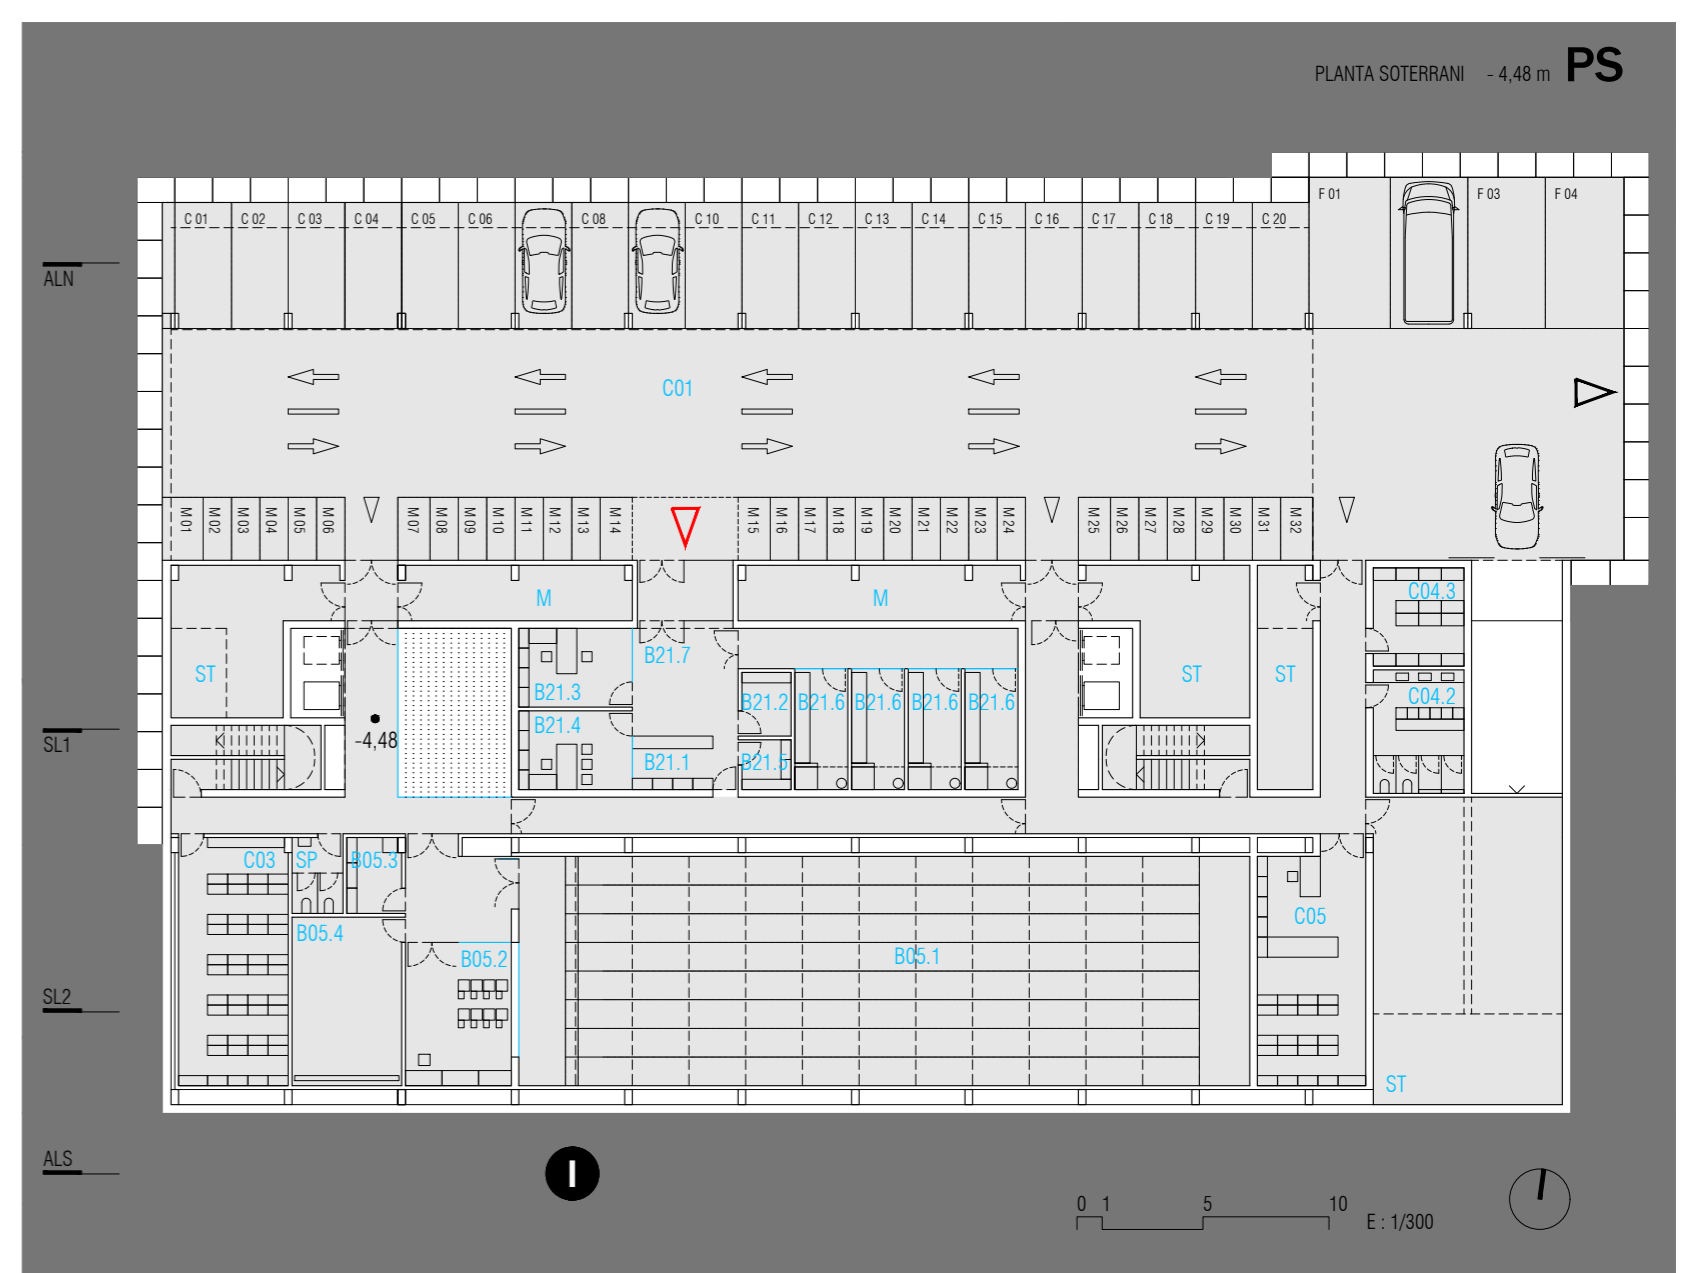 PLANTA SOTERRANI - 4,48 m PS
C 01 C 02 C 03 C 04 C 05 C 06 C 08 C 10 C 11 C 12 C 13 C 14 C 15 C 16 C 17 C 18 C 19 C 20 F 01 F 03 F 04
ALN
C01
M 01 M 02 M 03 M 04 M 05 M 06 M 07 M 08 M 09 M 10 M 11 M 12 M 13 M 14 M 15 M 16 M 17 M 18 M 19 M 20 M 21 M 22 M 23 M 24 M 25 M 26 M 27 M 28 M 29 M 30 M 31 M 32
M M C04.3
B21.7
ST ST ST
B21.3 B21.2 B21.6 B21.6 B21.6 B21.6 C04.2
B21.4
SL1 -4,48
B21.1 B21.5
C03 SP B05.3
C05
B05.4
B05.2 B05.1
SL2
ST
ALS
I
0 1 5 10
E : 1/300